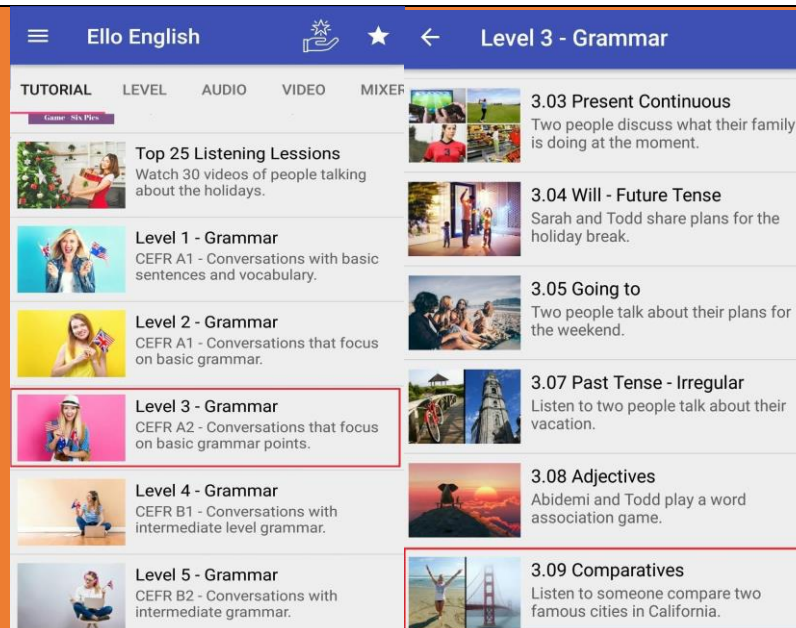 Ello English
TUTORIAL LEVEL AUDIO VIDEO MIXER
Game Six Pics
Top 25 Listening Lessions
Watch 30 videos of people talking
about the holidays.
Level 1 - Grammar
CEFR A1 - Conversations with basic
sentences and vocabulary.
Level 2 - Grammar
CEFR A1 - Conversations that focus
on basic grammar.
Level 3 - Grammar
CEFR A2 - Conversations that focus
on basic grammar points.
Level 4 - Grammar
CEFR B1 - Conversations with
intermediate level grammar.
Level 5 - Grammar
CEFR B2 - Conversations with
intermediate grammar.
Level 3 - Grammar
3.03 Present Continuous
Two people discuss what their family
is doing at the moment.
3.04 Will - Future Tense
Sarah and Todd share plans for the
holiday break.
3.05 Going to
Two people talk about their plans for
the weekend.
3.07 Past Tense - Irregular
Listen to two people talk about their
vacation.
3.08 Adjectives
Abidemi and Todd play a word
association game.
3.09 Comparatives
Listen to someone compare two
famous cities in California.